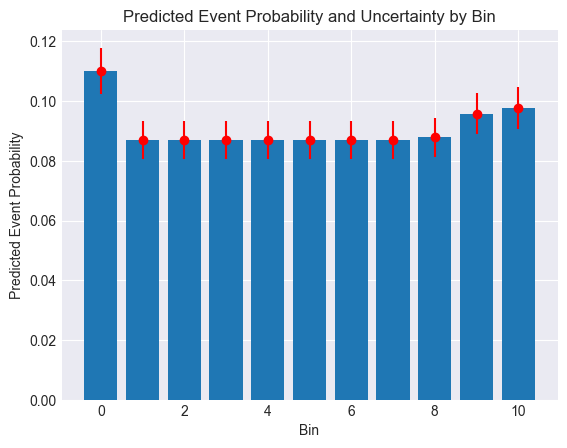 Predicted Event Probability and Uncertainty by Bin
Predicted Event Probability
0.12
0.10
0.08
0.06
0.04
0.02
0.00
0 2 4 6 8 10
Bin